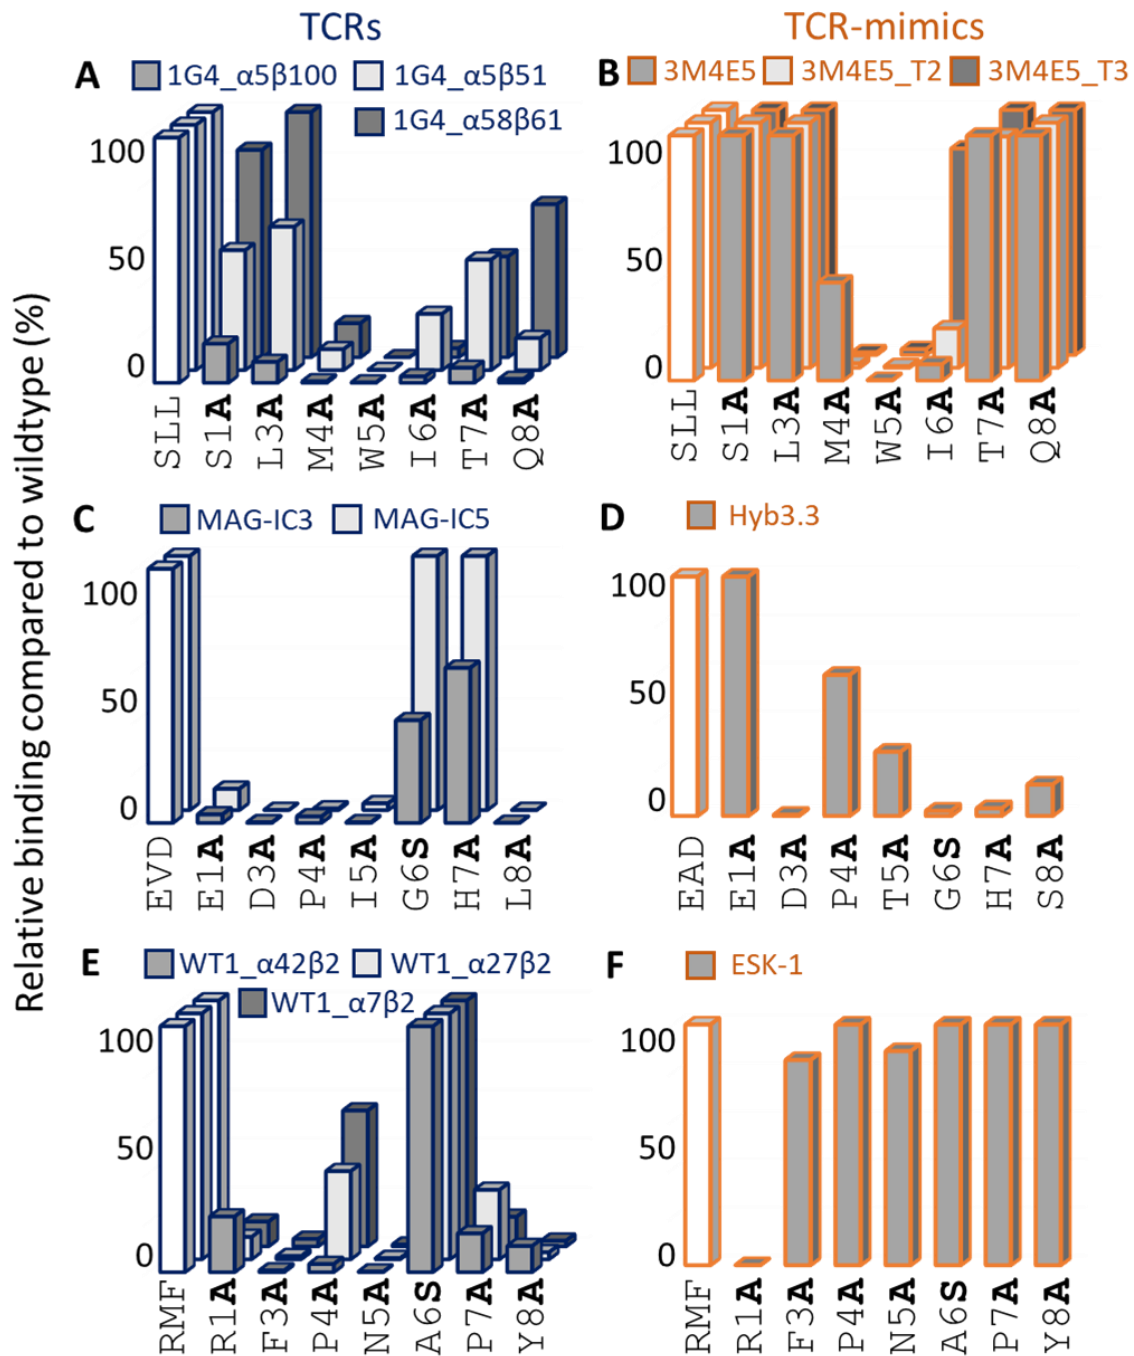 TCRs
TCR-mimics
A
1G4_α5β100
1G4_α5β51
1G4_α58β61
B
3M4E5
3M4E5_T2
3M4E5_T3
100
50
0
SLL
S1A
L3A
M4A
W5A
I6A
T7A
Q8A
100
50
0
SLL
S1A
L3A
M4A
W5A
I6A
T7A
Q8A
Relative binding compared to wildtype (%)
C
MAG-IC3
MAG-IC5
D
Hyb3.3
100
50
0
EVD
E1A
D3A
P4A
I5A
G6S
H7A
L8A
100
50
0
EAD
E1A
D3A
P4A
T5A
G6S
H7A
S8A
E
WT1_α42β2
WT1_α27β2
WT1_α7β2
F
ESK-1
100
50
0
RMF
R1A
F3A
P4A
N5A
A6S
P7A
Y8A
100
50
0
RMF
R1A
F3A
P4A
N5A
A6S
P7A
Y8A